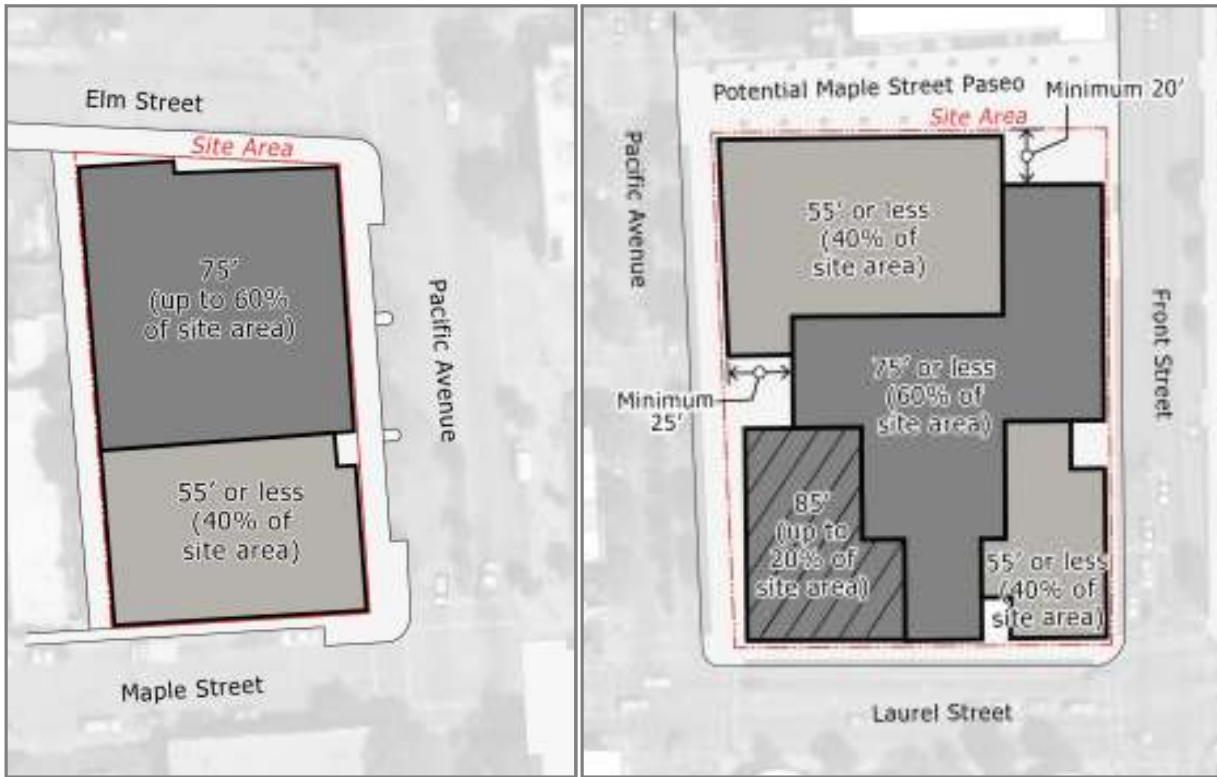 Elm Street
Site Area
75'
(up to 60%
of site area)
Pacific Avenue
55' or less
(40% of
site area)
Maple Street
Potential Maple Street Paseo
Minimum 20'
Site Area
Pacific Avenue
55' or less
(40% of
site area)
Front Street
75' or less
(60% of
site area)
Minimum
25'
85'
(up to
20% of
site area)
55' or less
(40% of
site area)
Laurel Street